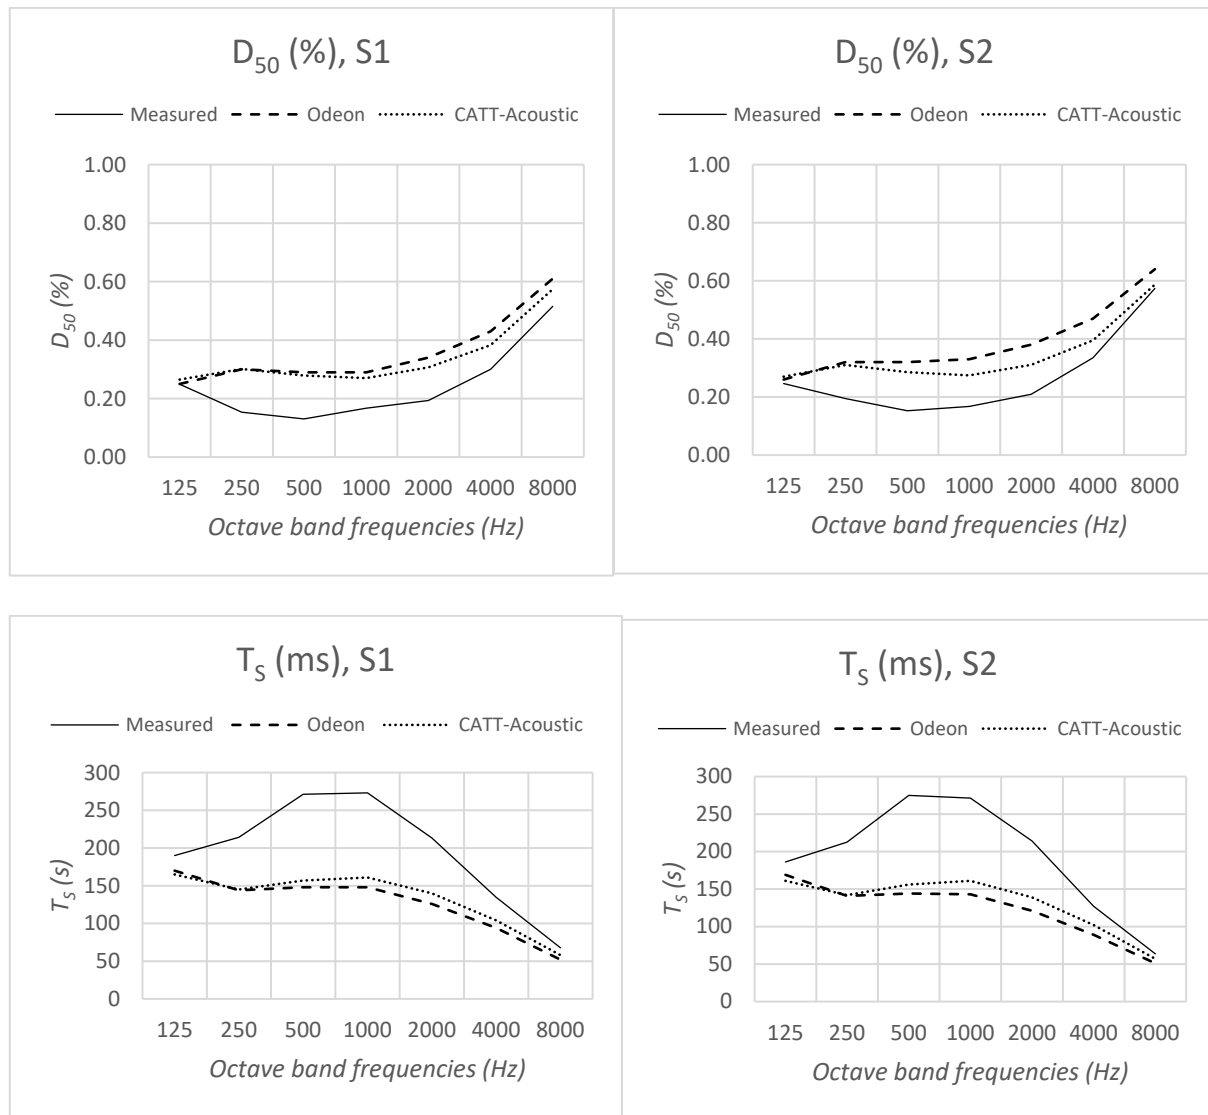 D50 (%), S1
Measured Odeon CATT-Acoustic
1.00
0.80
0.60
0.40
0.20
0.00
D50 (%)
125 250 500 1000 2000 4000 8000
Octave band frequencies (Hz)
D50 (%), S2
Measured Odeon CATT-Acoustic
1.00
0.80
0.60
0.40
0.20
0.00
D50 (%)
125 250 500 1000 2000 4000 8000
Octave band frequencies (Hz)
TS (ms), S1
Measured Odeon CATT-Acoustic
300
250
200
150
100
50
0
TS (s)
125 250 500 1000 2000 4000 8000
Octave band frequencies (Hz)
TS (ms), S2
Measured Odeon CATT-Acoustic
300
250
200
150
100
50
0
TS (s)
125 250 500 1000 2000 4000 8000
Octave band frequencies (Hz)